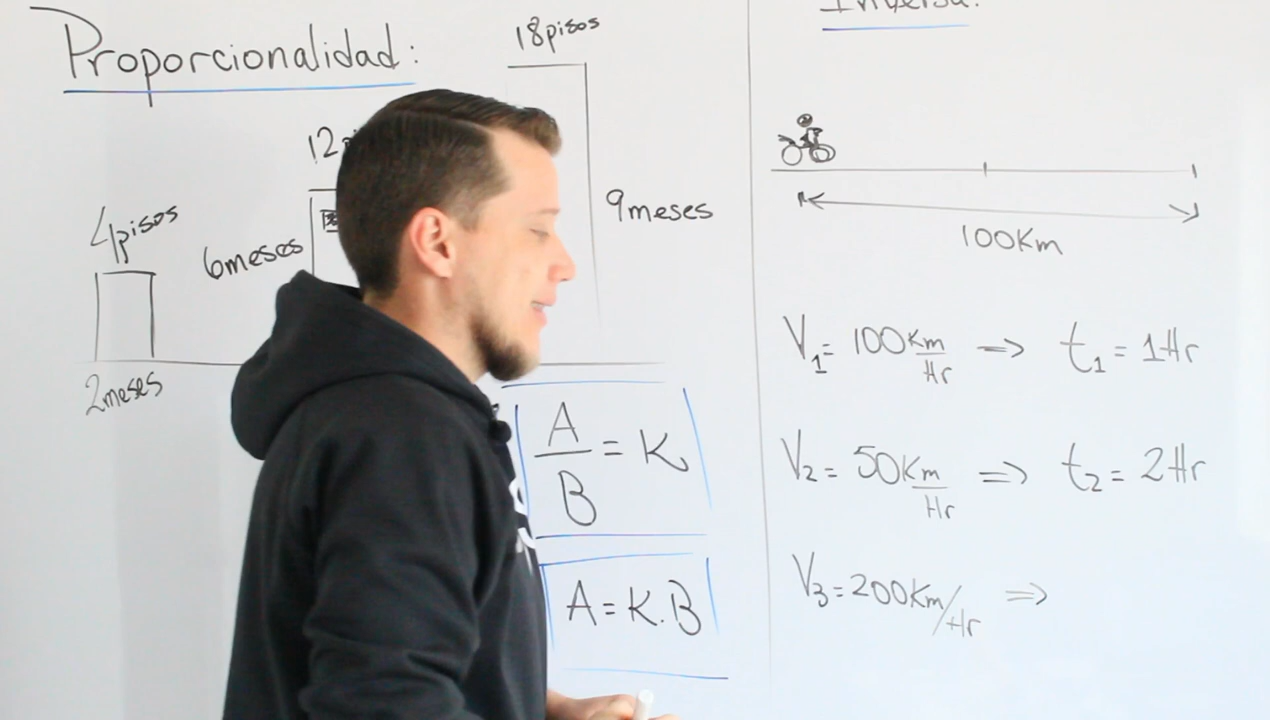 Proporcionalidad:
18pisos
12
4pisos
6meses
9meses
2meses
A/B = K
A = K.B
Inversa:
100Km
V1 = 100Km/Hr => t1 = 1Hr
V2 = 50Km/Hr => t2 = 2Hr
V3 = 200Km/Hr =>